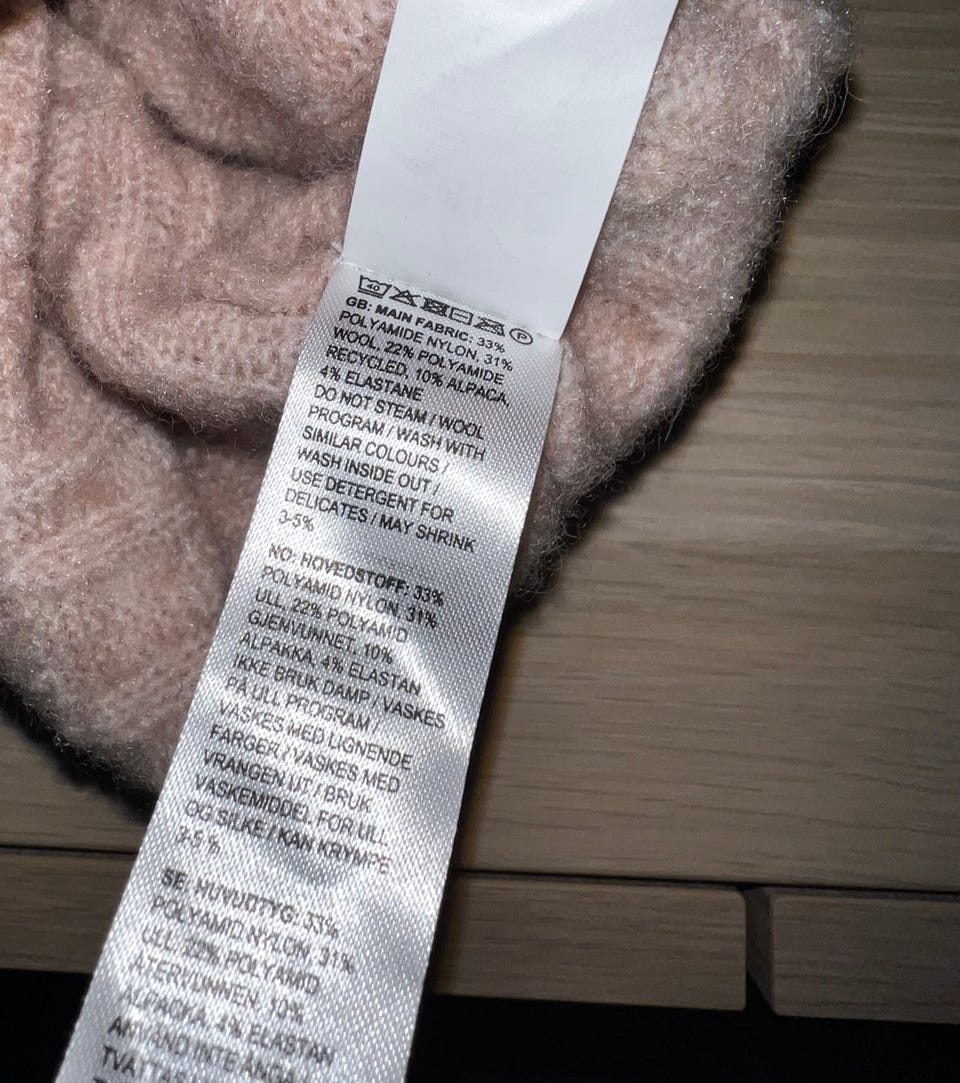 40 P
GB: MAIN FABRIC: 33%
POLYAMIDE NYLON, 31%
WOOL, 22% POLYAMIDE
RECYCLED, 10% ALPACA,
4% ELASTANE
DO NOT STEAM / WOOL
PROGRAM / WASH WITH
SIMILAR COLOURS /
WASH INSIDE OUT /
USE DETERGENT FOR
DELICATES / MAY SHRINK
3-5%
NO: HOVEDSTOFF: 33%
POLYAMID NYLON, 31%
ULL, 22% POLYAMID
GJENVUNNET, 10%
ALPAKKA, 4% ELASTAN
IKKE BRUK DAMP / VASKES
PÅ ULL PROGRAM /
VASKES MED LIGNENDE
FARGER / VASKES MED
VRANGEN UT / BRUK
VASKEMIDDEL FOR ULL
OG SILKE / KAN KRYMPE
3-5 %
SE: HUVUDTYG: 33%
POLYAMID NYLON, 31%
ULL, 22% POLYAMID
ÅTERVUNNEN, 10%
ALPACKA, 4% ELASTAN
INTE